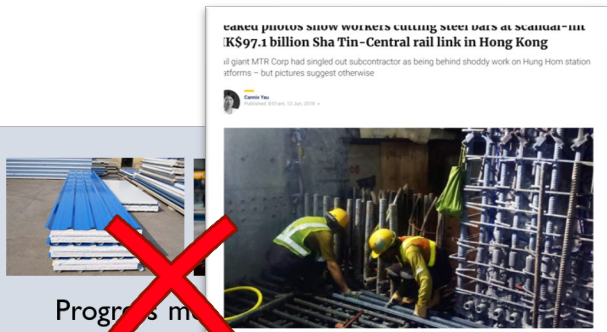 eaked photos show workers cutting steel bars at scandal-hit
K$97.1 billion Sha Tin-Central rail link in Hong Kong
il giant MTR Corp had singled out subcontractor as being behind shoddy work on Hung Hom station
atforms – but pictures suggest otherwise
Cannix Yau
Progr s m